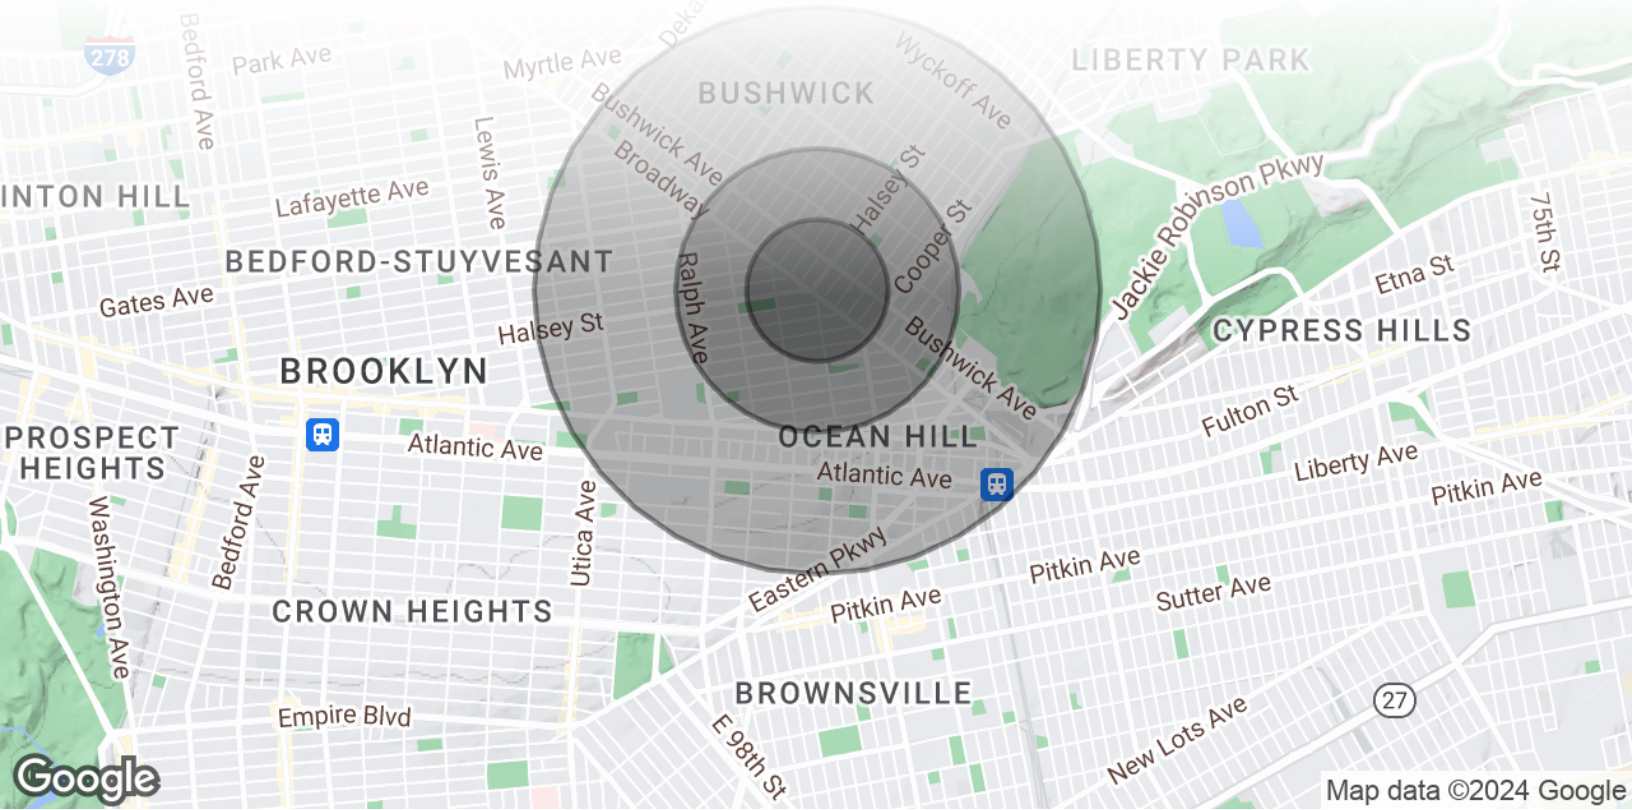 278
Bedford Ave
Park Ave
Myrtle Ave
Deka
Wyckoff Ave
LIBERTY PARK
BUSHWICK
Bushwick Ave
Broadway
Lewis Ave
Halsey St
Cooper St
Jackie Robinson Pkwy
75th St
INTON HILL
Lafayette Ave
BEDFORD-STUYVESANT
Gates Ave
Halsey St
Ralph Ave
Etna St
CYPRESS HILLS
Bushwick Ave
BROOKLYN
Fulton St
PROSPECT
HEIGHTS
Atlantic Ave
OCEAN HILL
Atlantic Ave
Liberty Ave
Pitkin Ave
Washington Ave
Bedford Ave
Utica Ave
Eastern Pkwy
Pitkin Ave
Pitkin Ave
Sutter Ave
CROWN HEIGHTS
BROWNSVILLE
27
Empire Blvd
E 98th St
New Lots Ave
Google
Map data ©2024 Google